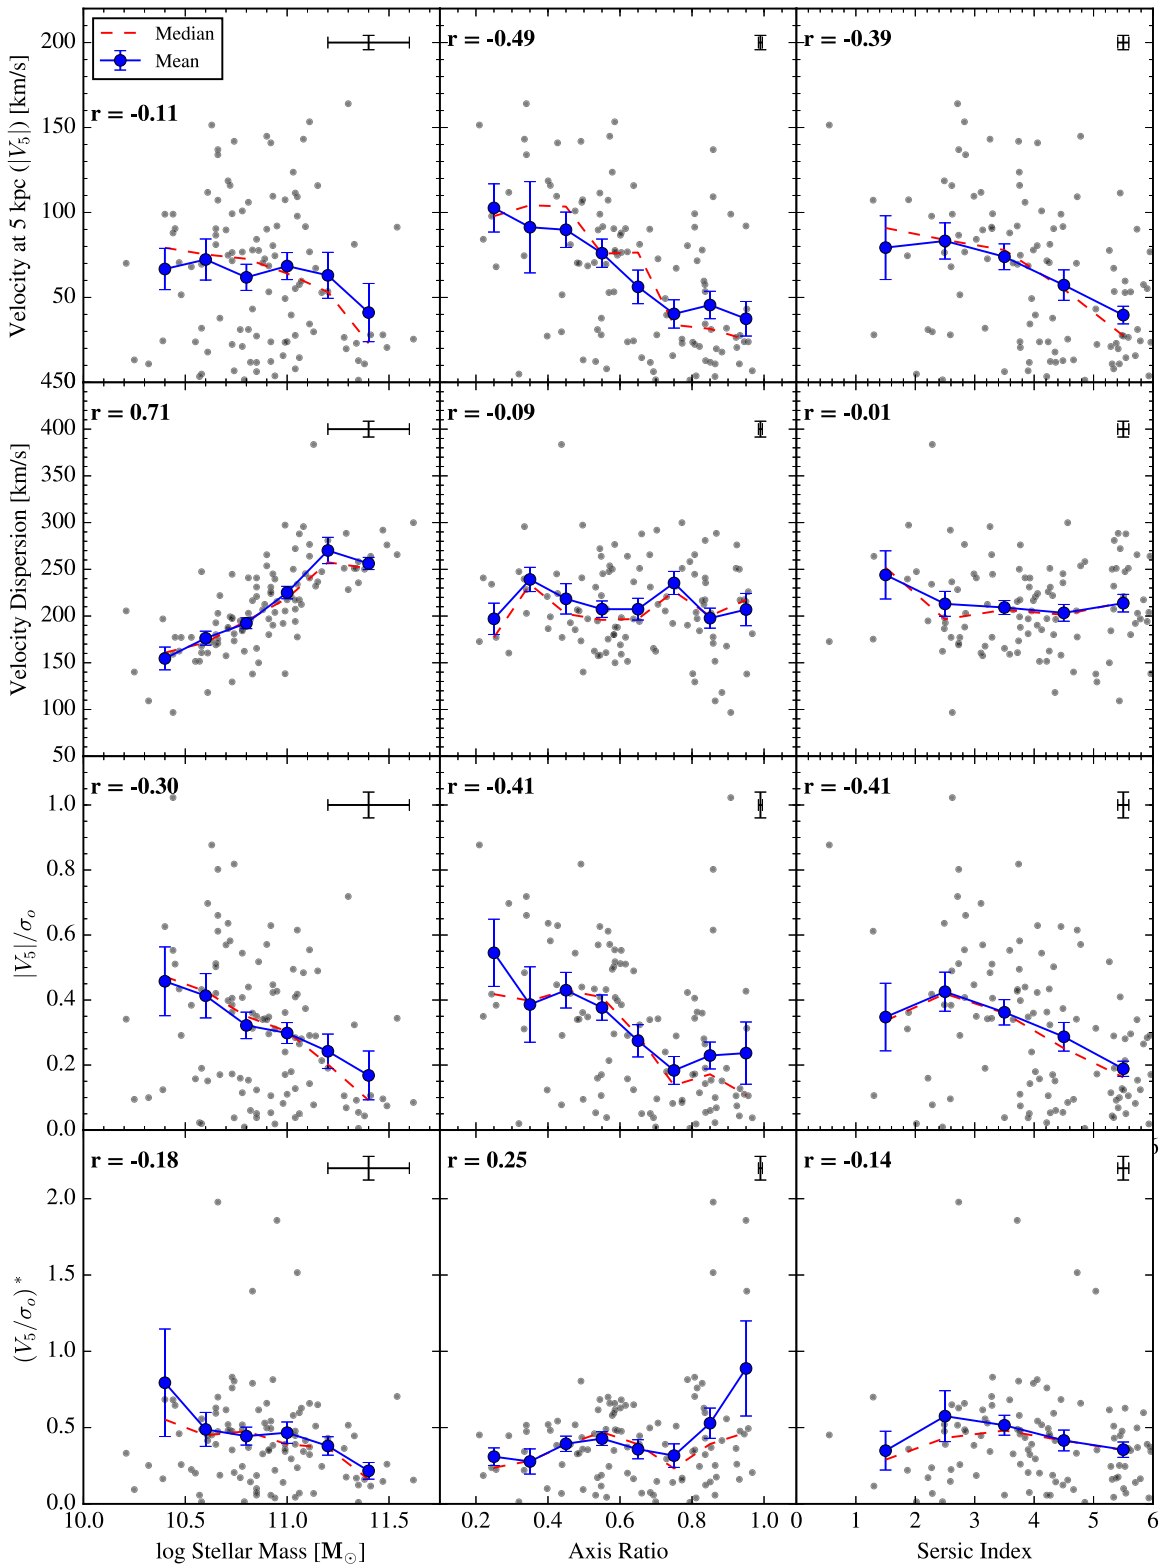 Median
Mean
r = -0.11
r = -0.49
r = -0.39
200
150
100
50
450
Velocity at 5 kpc (|V₅|) [km/s]
r = 0.71
r = -0.09
r = -0.01
400
350
300
250
200
150
100
50
Velocity Dispersion [km/s]
r = -0.30
r = -0.41
r = -0.41
1.0
0.8
0.6
0.4
0.2
0.0
|V₅|/σₒ
r = -0.18
r = 0.25
r = -0.14
2.0
1.5
1.0
0.5
0.0
(V₅/σₒ)*
10.0 10.5 11.0 11.5
0.2 0.4 0.6 0.8 1.0
0 1 2 3 4 5 6
log Stellar Mass [M⊙]
Axis Ratio
Sersic Index